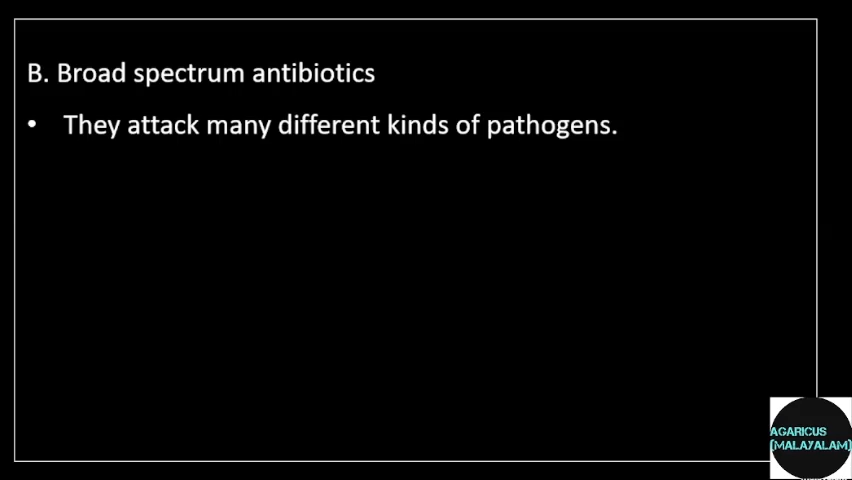 B. Broad spectrum antibiotics
• They attack many different kinds of pathogens.
AGARICUS
(MALAYALAM)